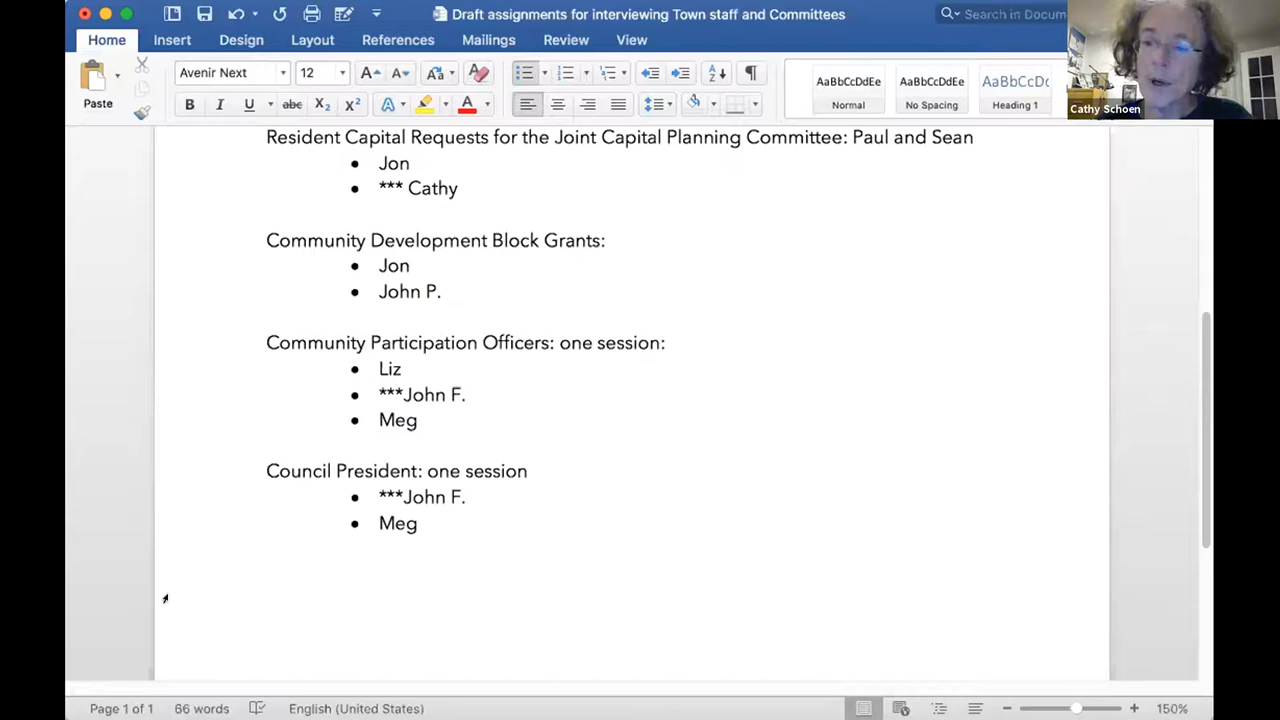 Draft assignments for interviewing Town staff and Committees
Search in Docum
Home Insert Design Layout References Mailings Review View
Paste
Avenir Next 12
AaBbCcDdEe AaBbCcDdEe AaBbCcDc
Normal No Spacing Heading 1
Cathy Schoen
Resident Capital Requests for the Joint Capital Planning Committee: Paul and Sean
• Jon
• *** Cathy
Community Development Block Grants:
• Jon
• John P.
Community Participation Officers: one session:
• Liz
• ***John F.
• Meg
Council President: one session
• ***John F.
• Meg
Page 1 of 1 66 words English (United States) 150%